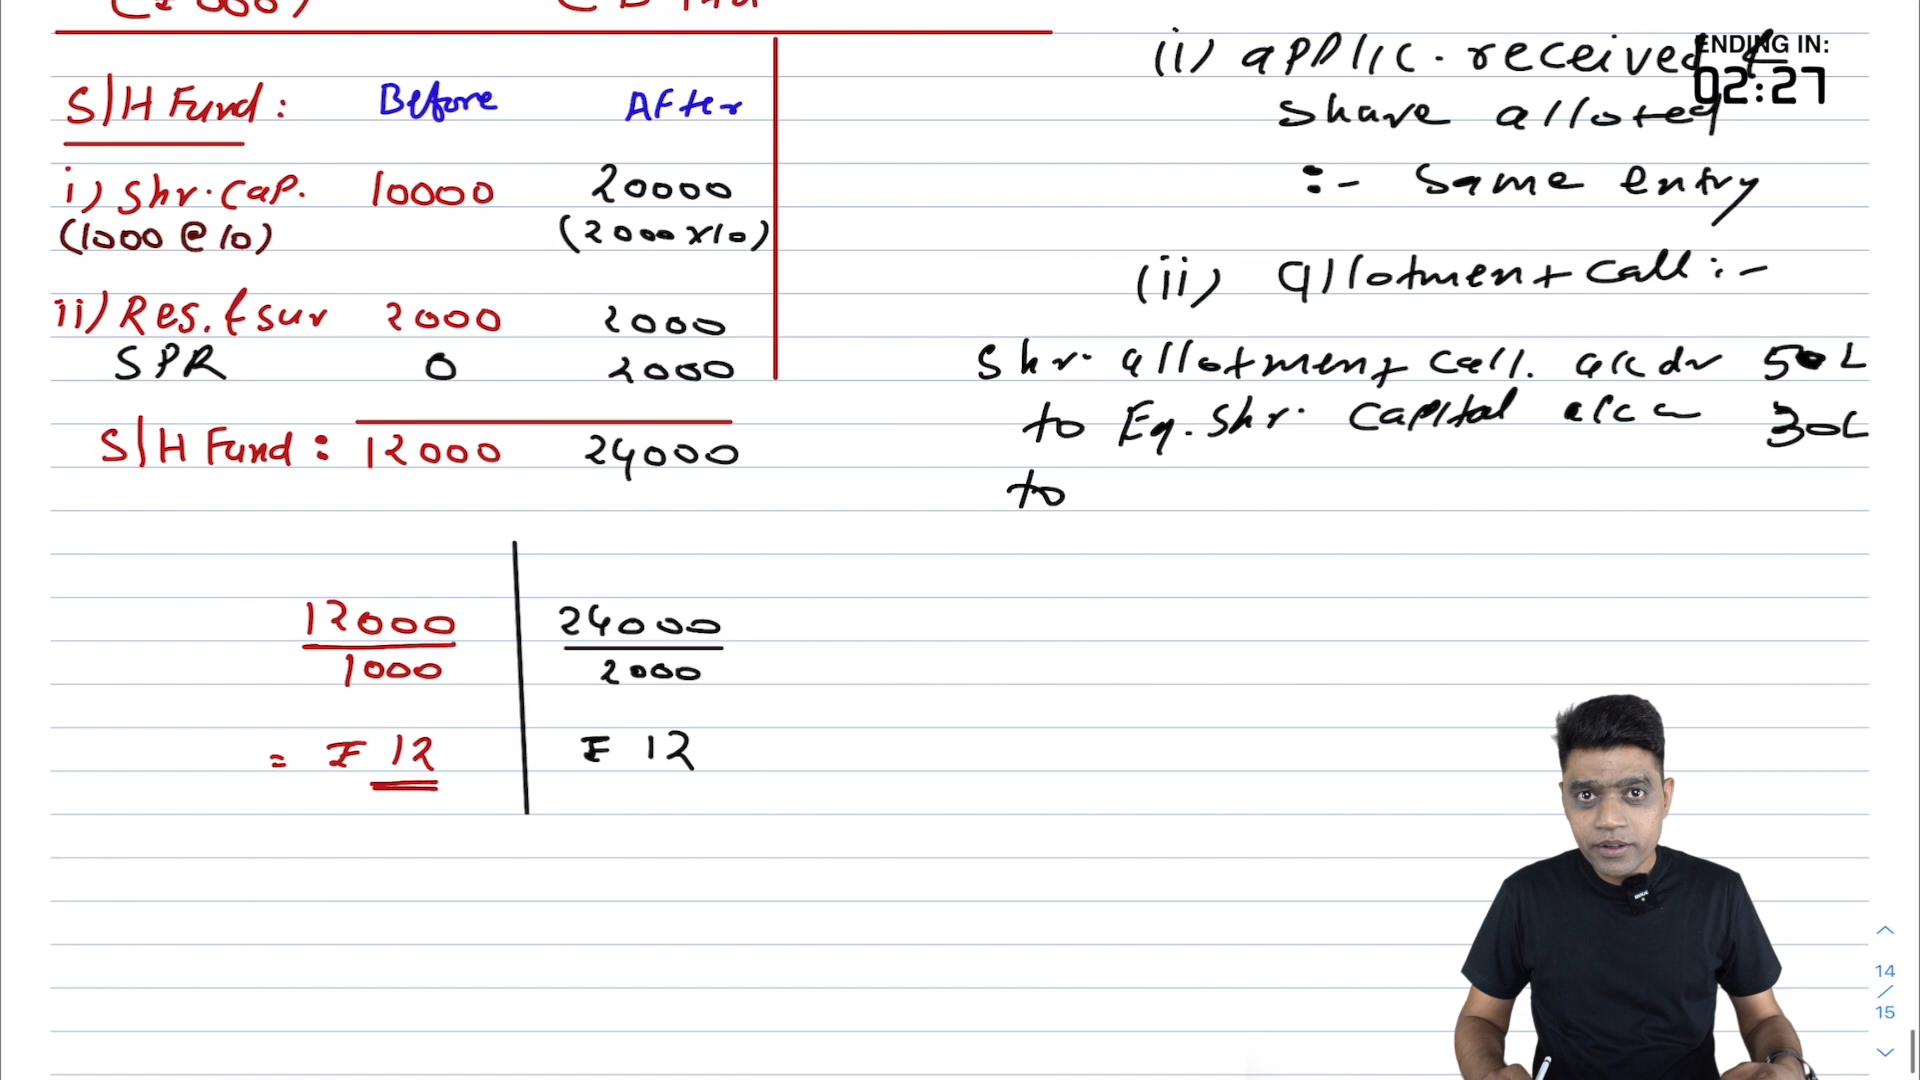 S/H Fund: Before After
i) Shr. Cap. 10000 20000
(1000 @ 10) (2000 x 10)
ii) Res. & sur 2000 2000
SPR 0 2000
S/H Fund: 12000 24000
12000 24000
1000 2000
= ₹ 12 ₹ 12
(ii) applic. received &
share alloted
:- Same entry
(ii) allotment call :-
Shr. allotment call. a/c dr 50L
to Eq. Shr. Capital a/c 30L
to
ENDING IN:
02:27
14
/
15